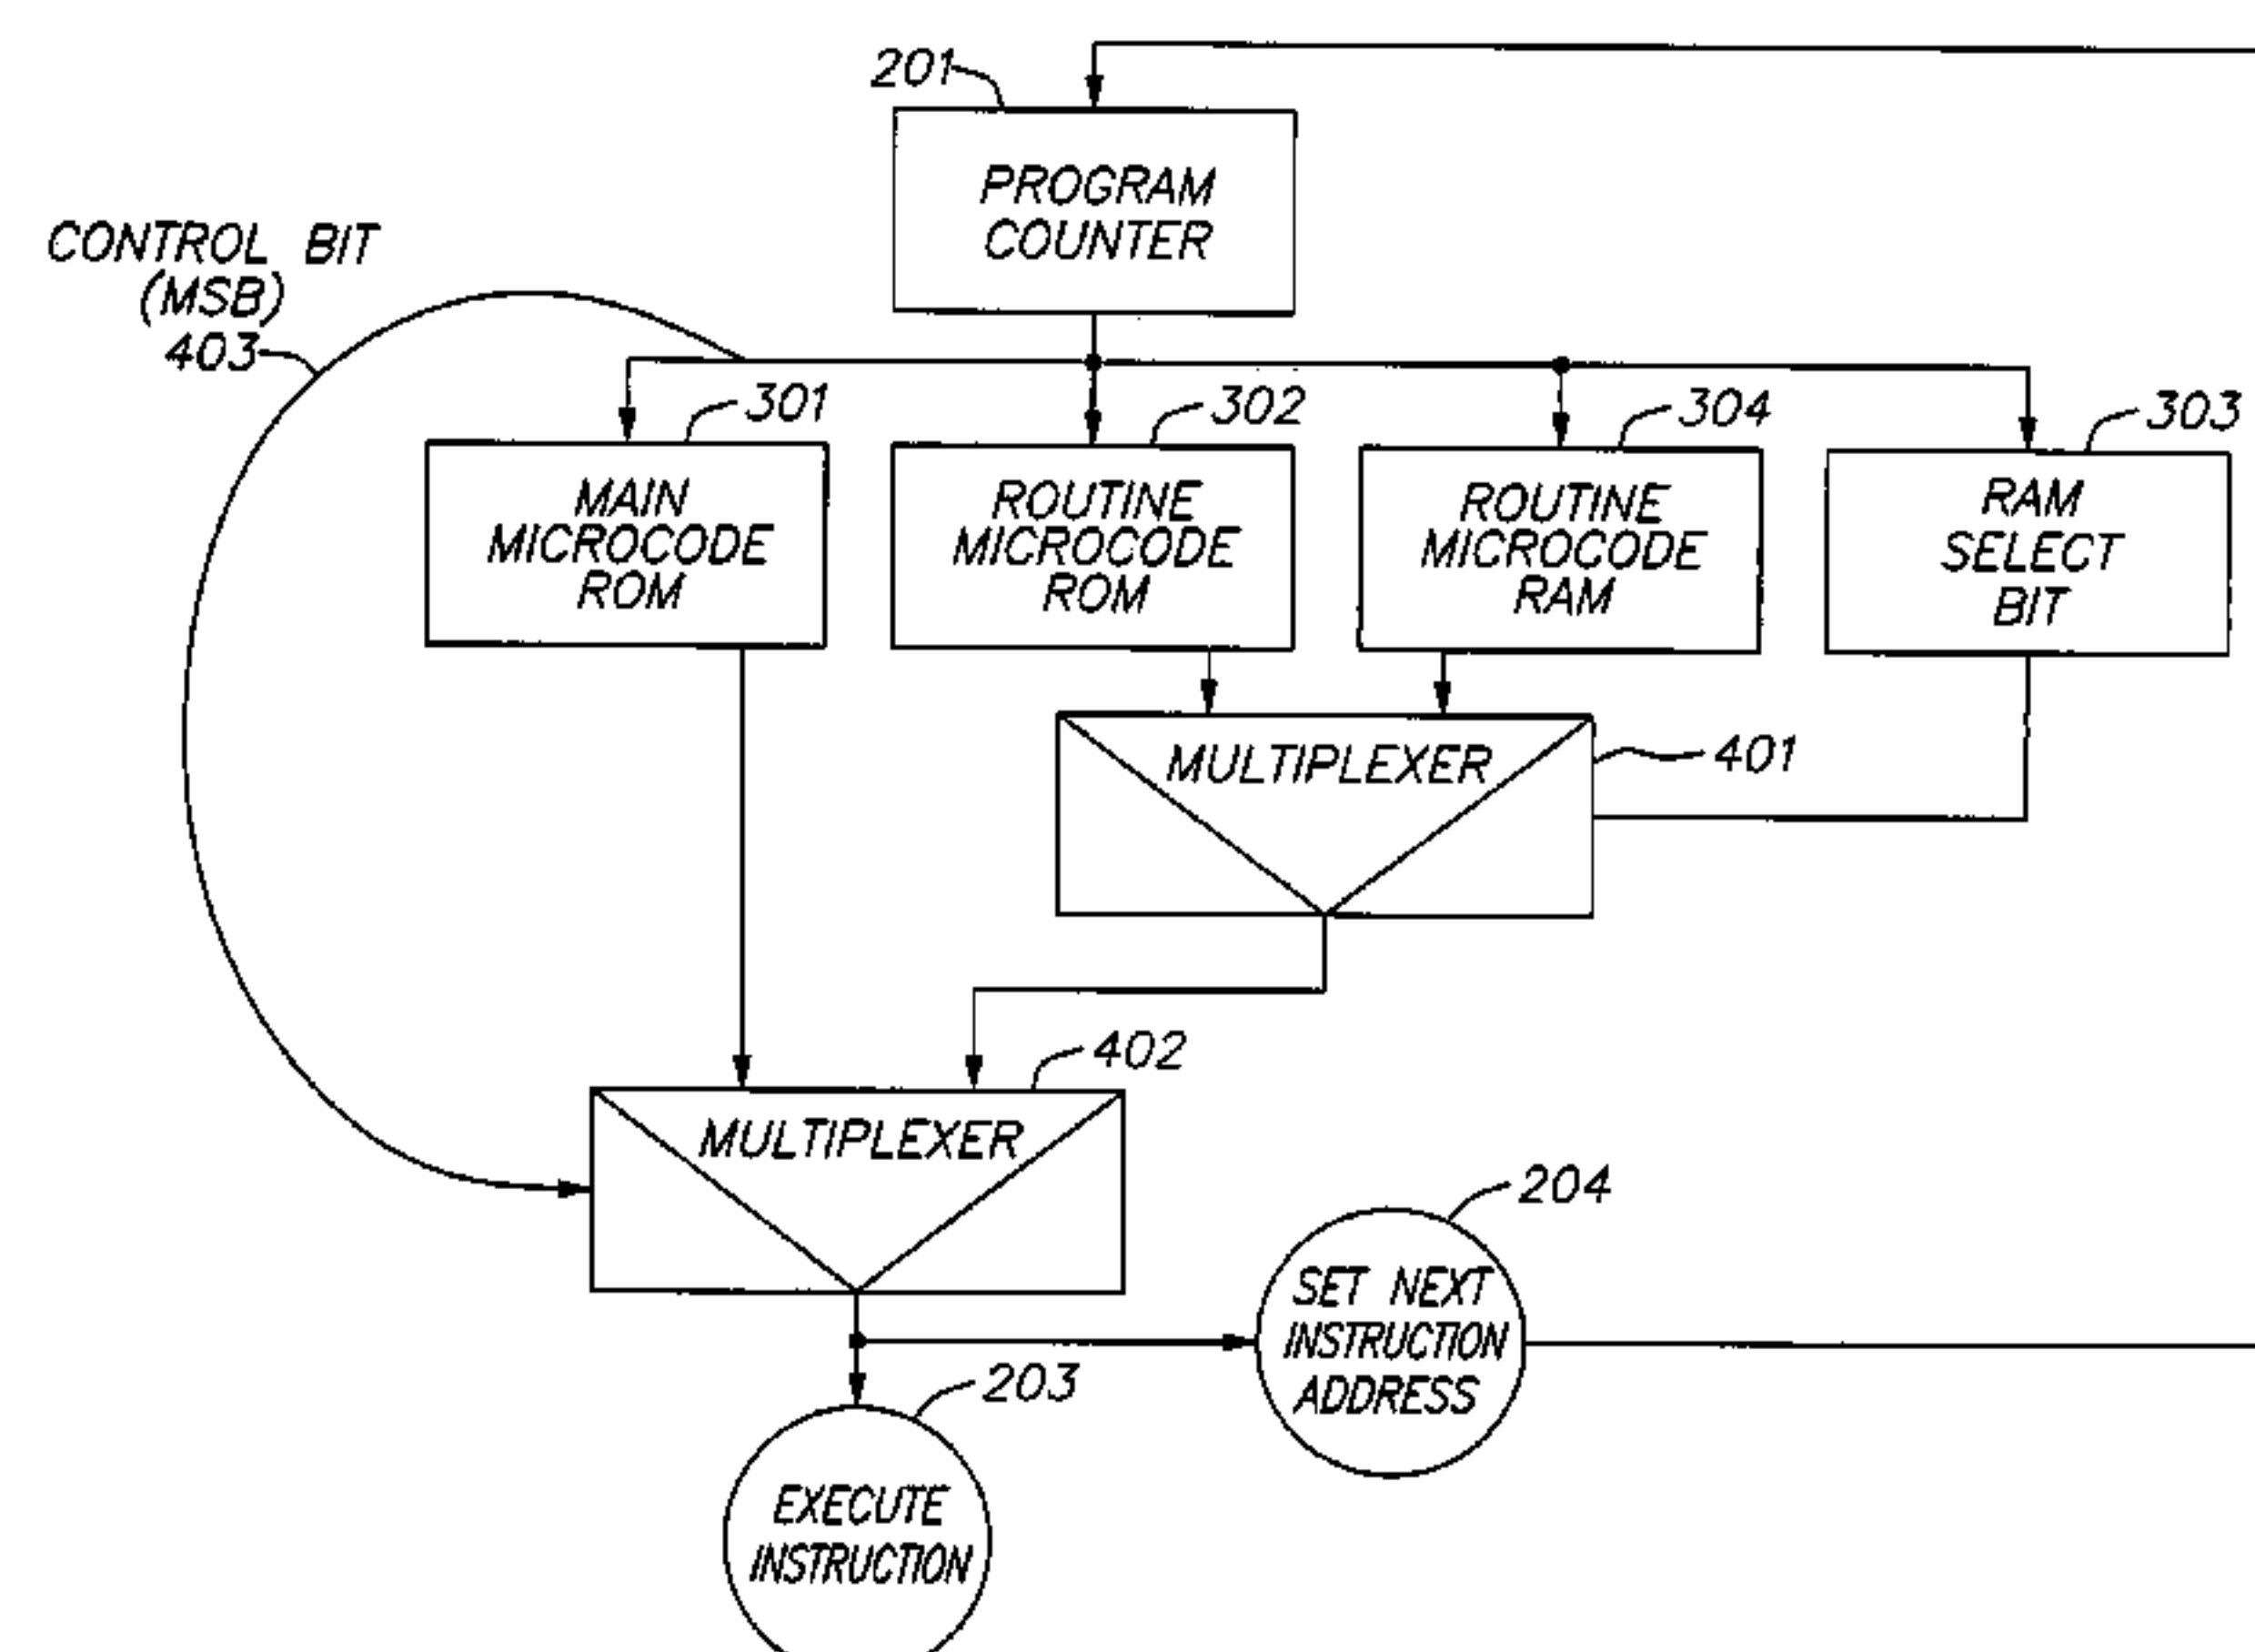 201
PROGRAM
COUNTER
CONTROL BIT
(MSB)
403
301
302
304
303
MAIN
MICROCODE
ROM
ROUTINE
MICROCODE
ROM
ROUTINE
MICROCODE
RAM
RAM
SELECT
BIT
MULTIPLEXER
401
402
MULTIPLEXER
204
SET NEXT
INSTRUCTION
ADDRESS
203
EXECUTE
INSTRUCTION